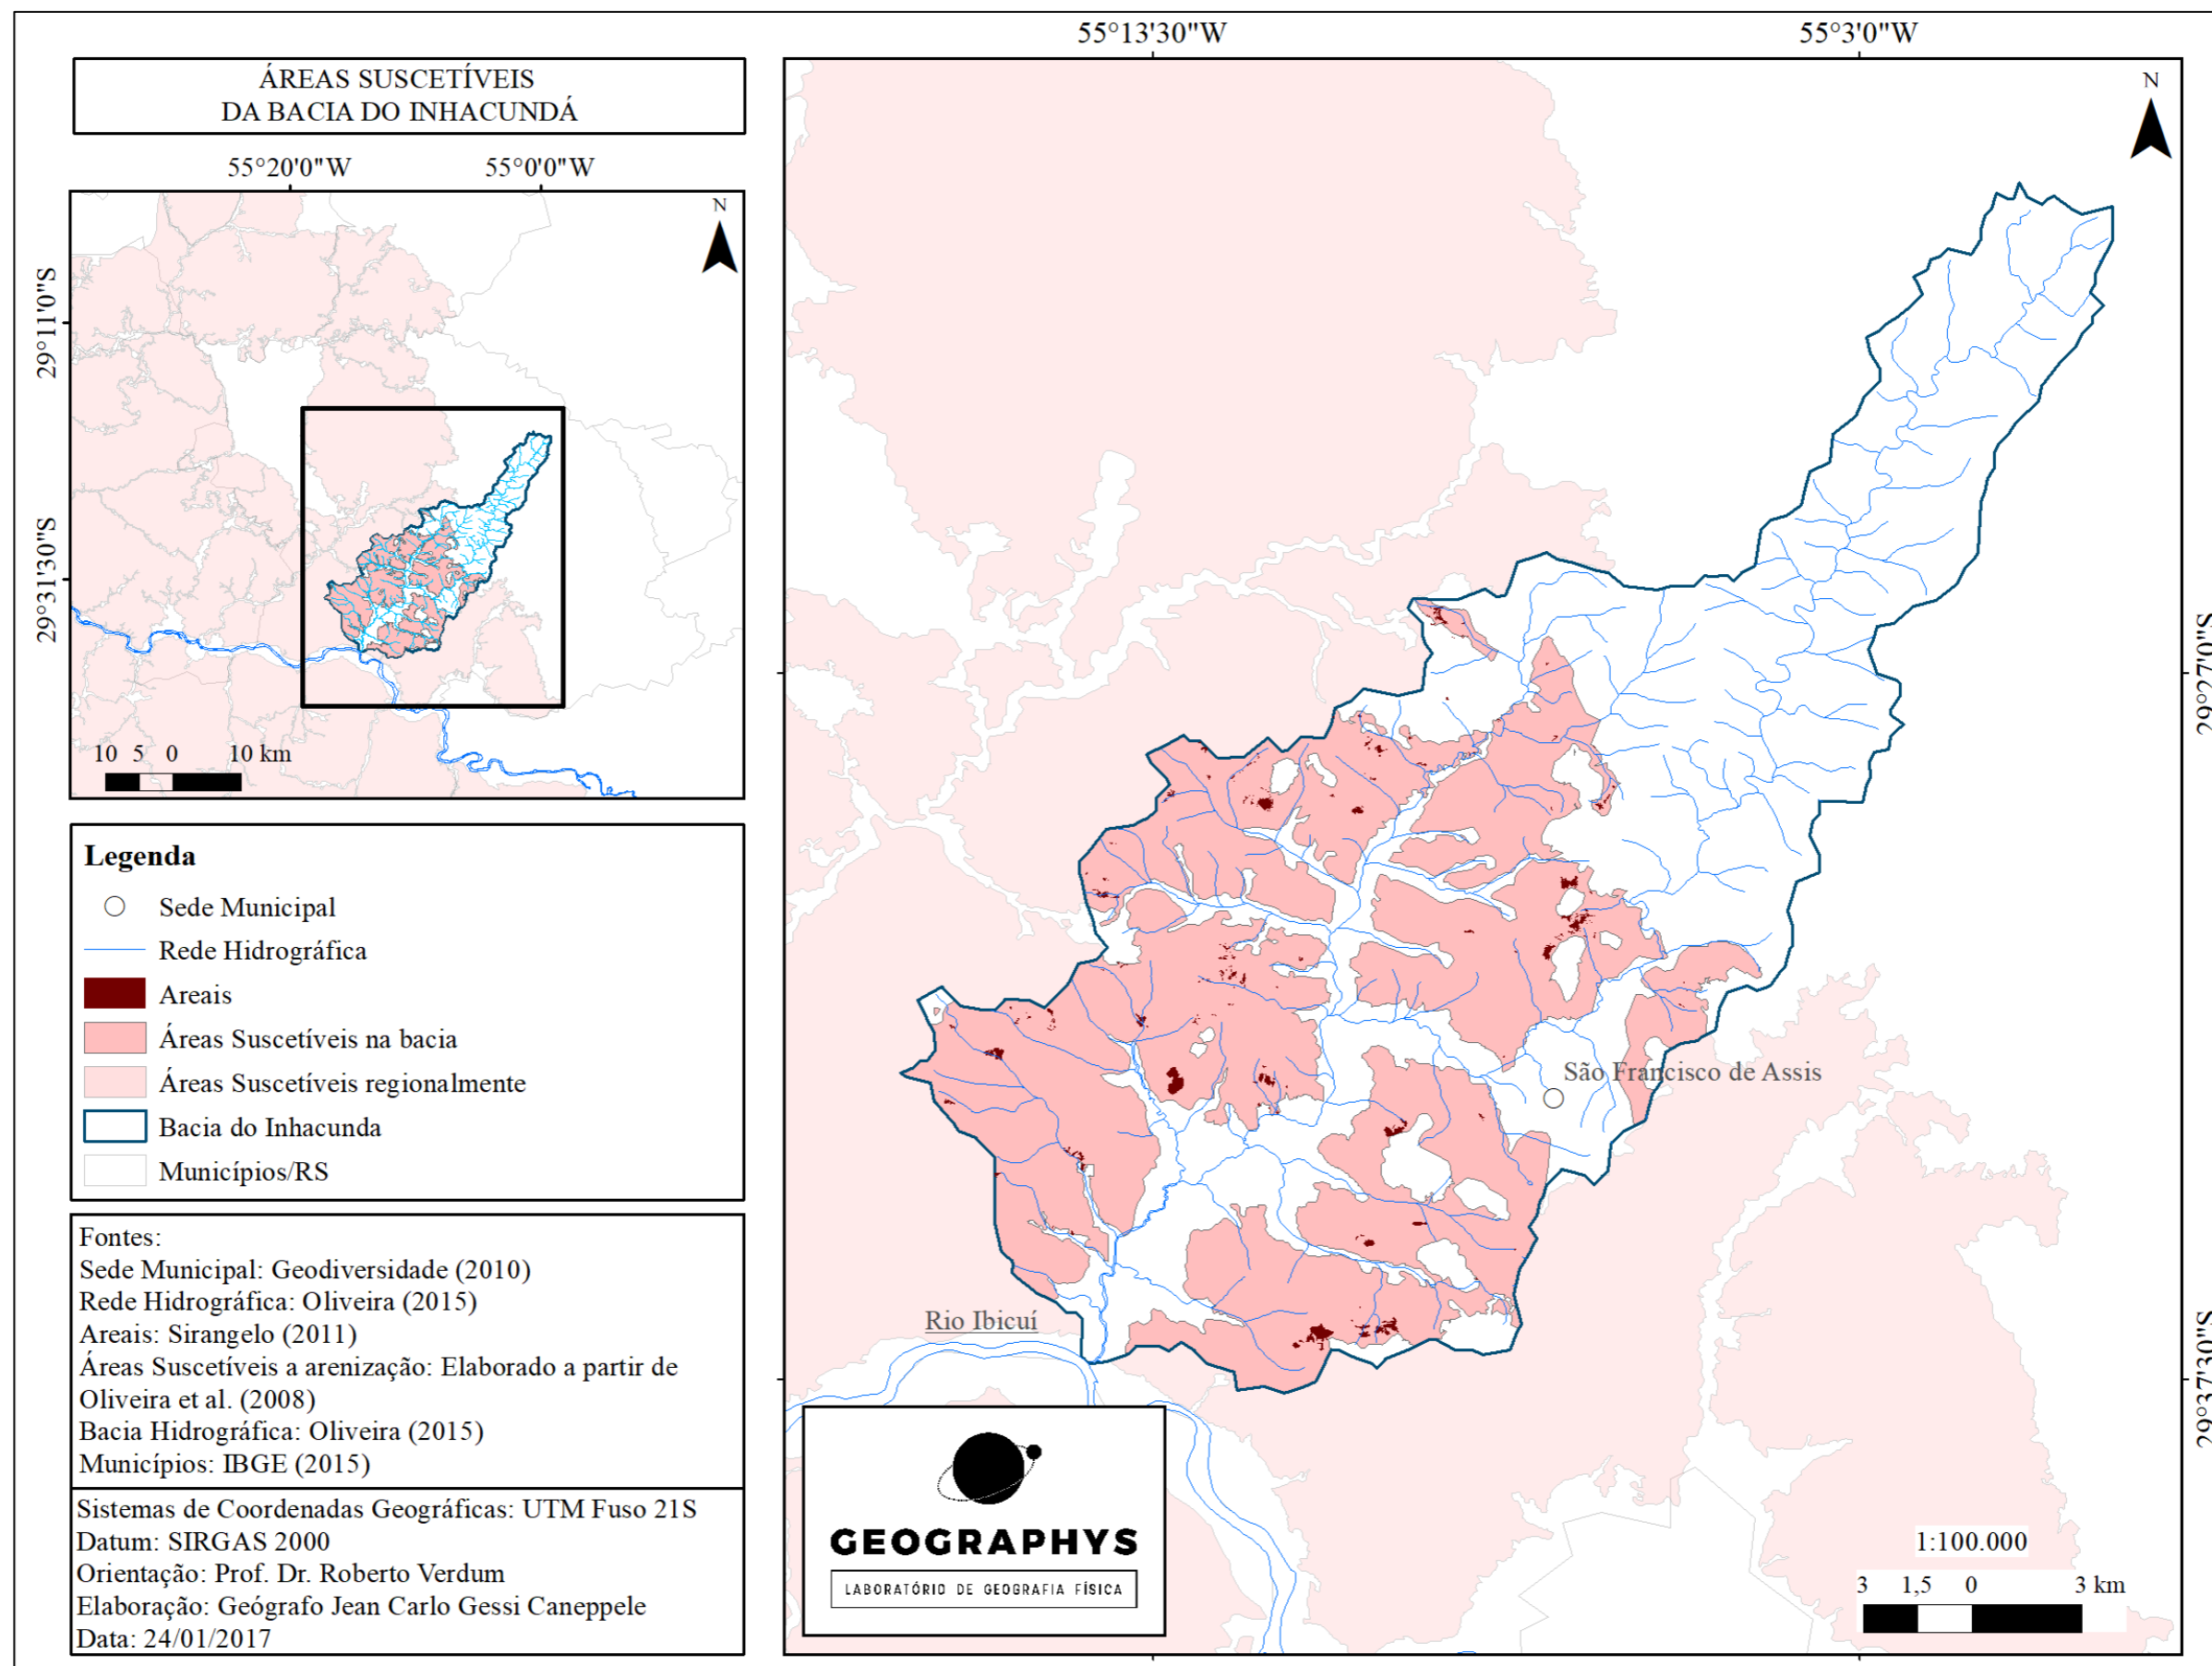 ÁREAS SUSCETÍVEIS
DA BACIA DO INHACUNDÁ
55°20'0"W 55°0'0"W
N
29°11'0"S
29°31'30"S
10 5 0 10 km
Legenda
Sede Municipal
Rede Hidrográfica
Areais
Áreas Suscetíveis na bacia
Áreas Suscetíveis regionalmente
Bacia do Inhacunda
Municípios/RS
Fontes:
Sede Municipal: Geodiversidade (2010)
Rede Hidrográfica: Oliveira (2015)
Areais: Sirangelo (2011)
Áreas Suscetíveis a arenização: Elaborado a partir de
Oliveira et al. (2008)
Bacia Hidrográfica: Oliveira (2015)
Municípios: IBGE (2015)
Sistemas de Coordenadas Geográficas: UTM Fuso 21S
Datum: SIRGAS 2000
Orientação: Prof. Dr. Roberto Verdum
Elaboração: Geógrafo Jean Carlo Gessi Caneppele
Data: 24/01/2017
55°13'30"W 55°3'0"W
N
29°27'0"S
São Francisco de Assis
Rio Ibicuí
29°37'30"S
GEOGRAPHYS
LABORATÓRIO DE GEOGRAFIA FÍSICA
1:100.000
3 1,5 0 3 km